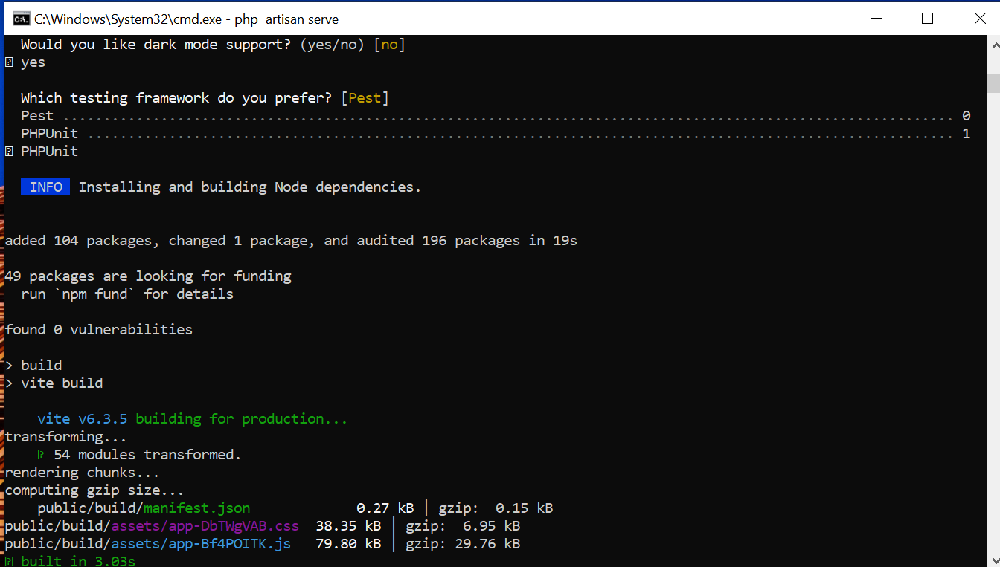 C:\Windows\System32\cmd.exe - php  artisan serve
Would you like dark mode support? (yes/no) [no]
yes
Which testing framework do you prefer? [Pest]
Pest ............................................................................................................. 0
PHPUnit .......................................................................................................... 1
PHPUnit
INFO Installing and building Node dependencies.
added 104 packages, changed 1 package, and audited 196 packages in 19s
49 packages are looking for funding
run `npm fund` for details
found 0 vulnerabilities
> build
> vite build
vite v6.3.5 building for production...
transforming...
54 modules transformed.
rendering chunks...
computing gzip size...
public/build/manifest.json             0.27 kB │ gzip:  0.15 kB
public/build/assets/app-DbTWgVAB.css  38.35 kB │ gzip:  6.95 kB
public/build/assets/app-Bf4POITK.js   79.80 kB │ gzip: 29.76 kB
built in 3.03s